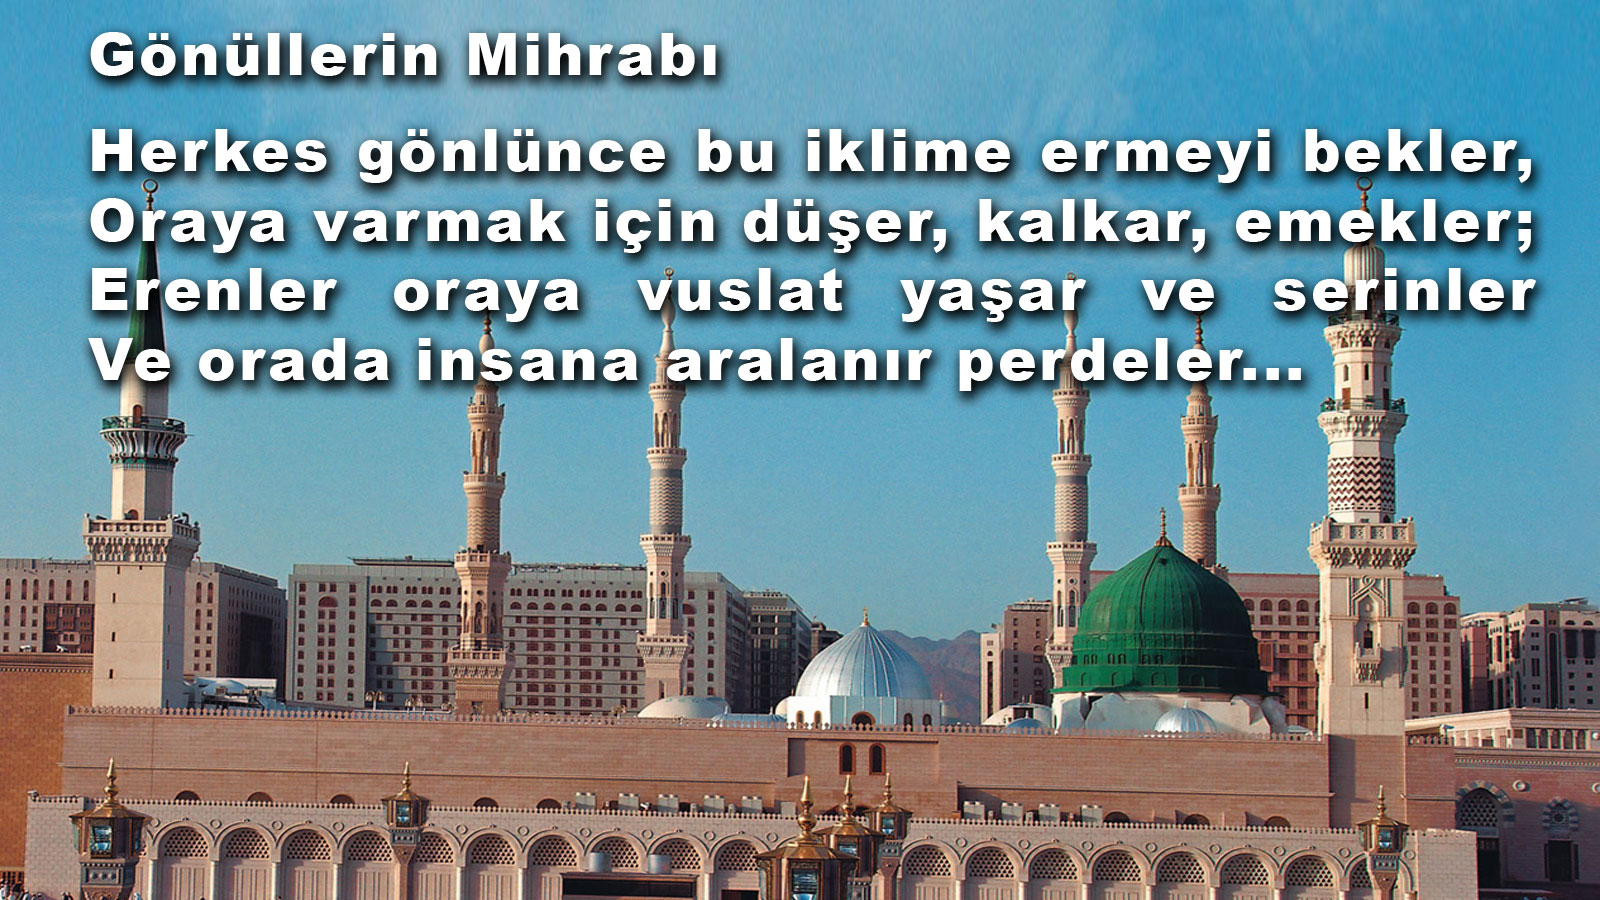 Gönüllerin Mihrabı
Herkes gönlünce bu iklime ermeyi bekler,
Oraya varmak için düşer, kalkar, emekler;
Erenler oraya vuslat yaşar ve serinler
Ve orada insana aralanır perdeler...